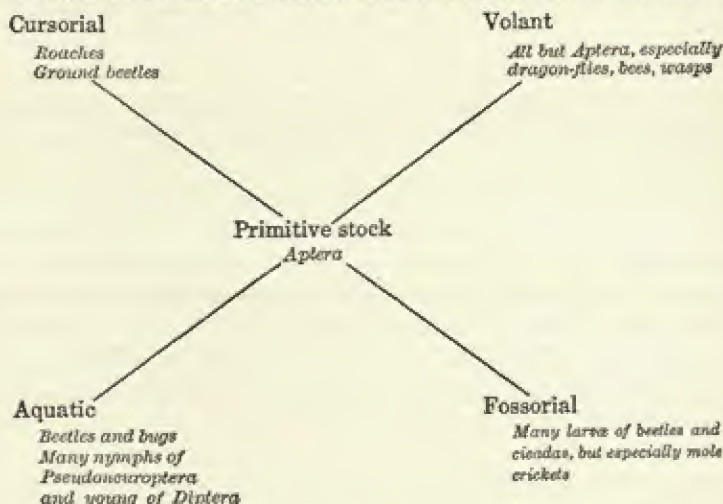 Cursorial
Roaches
Ground beetles
Volant
All but Aptera, especially
dragon-flies, bees, wasps
Primitive stock
Aptera
Aquatic
Beetles and bugs
Many nymphs of
Pseudoneuroptera
and young of Diptera
Fossorial
Many larvæ of beetles and
cicadas, but especially mole
crickets